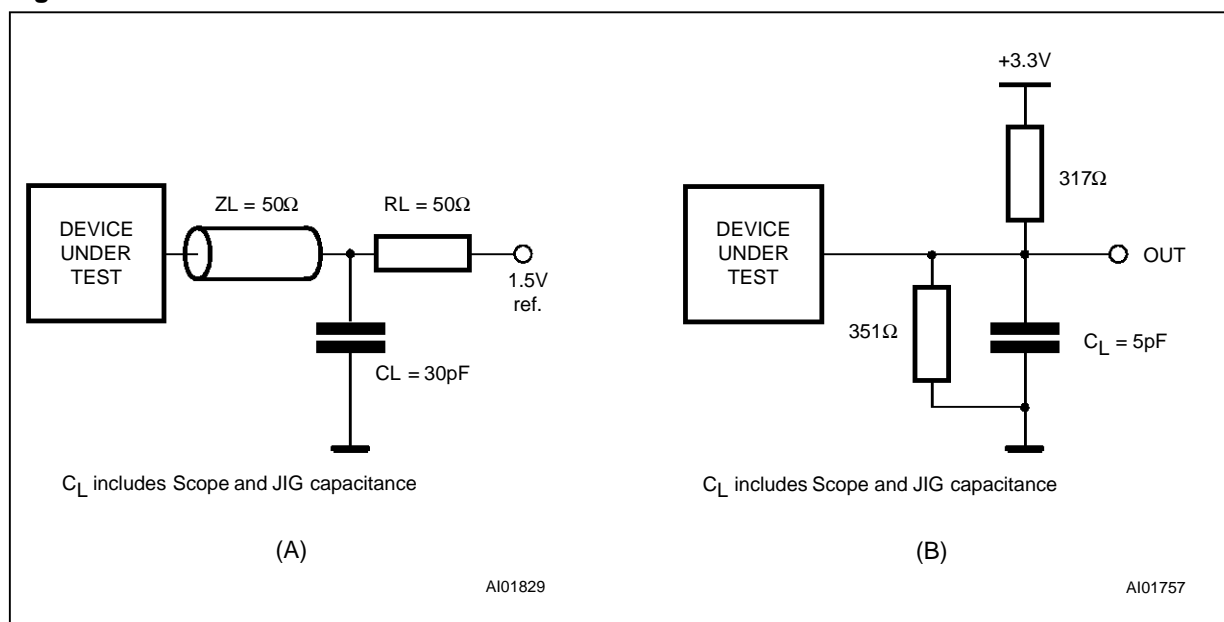 DEVICE
UNDER
TEST
ZL = 50Ω
RL = 50Ω
1.5V
ref.
CL = 30pF
CL includes Scope and JIG capacitance
(A)
AI01829
+3.3V
317Ω
DEVICE
UNDER
TEST
OUT
351Ω
CL = 5pF
CL includes Scope and JIG capacitance
(B)
AI01757